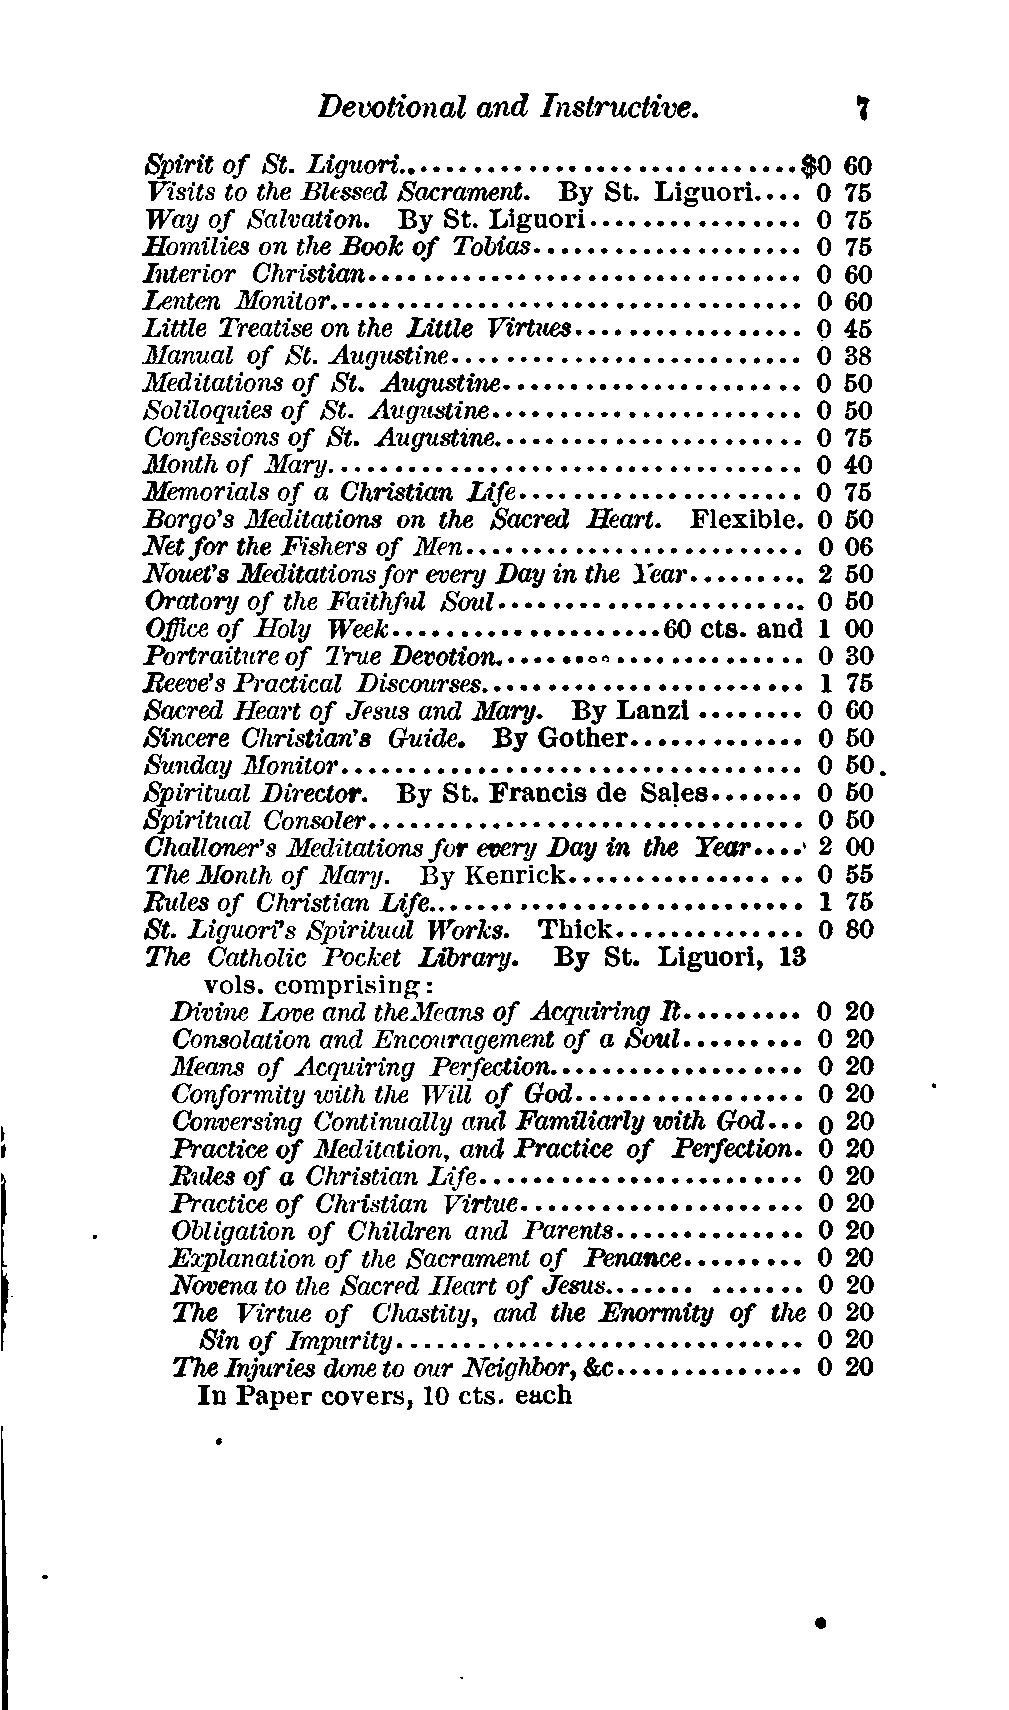 Devotional and Instructive. 7
Spirit of St. Liguori.............................$0 60
Visits to the Blessed Sacrament. By St. Liguori.... 0 75
Way of Salvation. By St. Liguori................ 0 75
Homilies on the Book of Tobias.................... 0 75
Interior Christian................................ 0 60
Lenten Monitor................................... 0 60
Little Treatise on the Little Virtues................. 0 45
Manual of St. Augustine.......................... 0 38
Meditations of St. Augustine...................... 0 50
Soliloquies of St. Augustine....................... 0 50
Confessions of St. Augustine....................... 0 75
Month of Mary................................... 0 40
Memorials of a Christian Life..................... 0 75
Borgo's Meditations on the Sacred Heart. Flexible. 0 50
Net for the Fishers of Men......................... 0 06
Nouet's Meditations for every Day in the Year......... 2 50
Oratory of the Faithful Soul....................... 0 50
Office of Holy Week....................60 cts. and 1 00
Portraiture of True Devotion....................... 0 30
Reeve's Practical Discourses........................ 1 75
Sacred Heart of Jesus and Mary. By Lanzi ........ 0 60
Sincere Christian's Guide. By Gother............. 0 50
Sunday Monitor.................................. 0 50.
Spiritual Director. By St. Francis de Sales....... 0 50
Spiritual Consoler................................ 0 50
Challoner's Meditations for every Day in the Year.... 2 00
The Month of Mary. By Kenrick................. 0 55
Rules of Christian Life............................ 1 75
St. Liguori's Spiritual Works. Thick.............. 0 80
The Catholic Pocket Library. By St. Liguori, 13
vols. comprising:
Divine Love and the Means of Acquiring It......... 0 20
Consolation and Encouragement of a Soul......... 0 20
Means of Acquiring Perfection................... 0 20
Conformity with the Will of God................. 0 20
Conversing Continually and Familiarly with God... 0 20
Practice of Meditation, and Practice of Perfection. 0 20
Rules of a Christian Life........................ 0 20
Practice of Christian Virtue..................... 0 20
Obligation of Children and Parents.............. 0 20
Explanation of the Sacrament of Penance......... 0 20
Novena to the Sacred Heart of Jesus....... ....... 0 20
The Virtue of Chastity, and the Enormity of the 0 20
Sin of Impurity.............................. 0 20
The Injuries done to our Neighbor, &c.............. 0 20
In Paper covers, 10 cts. each